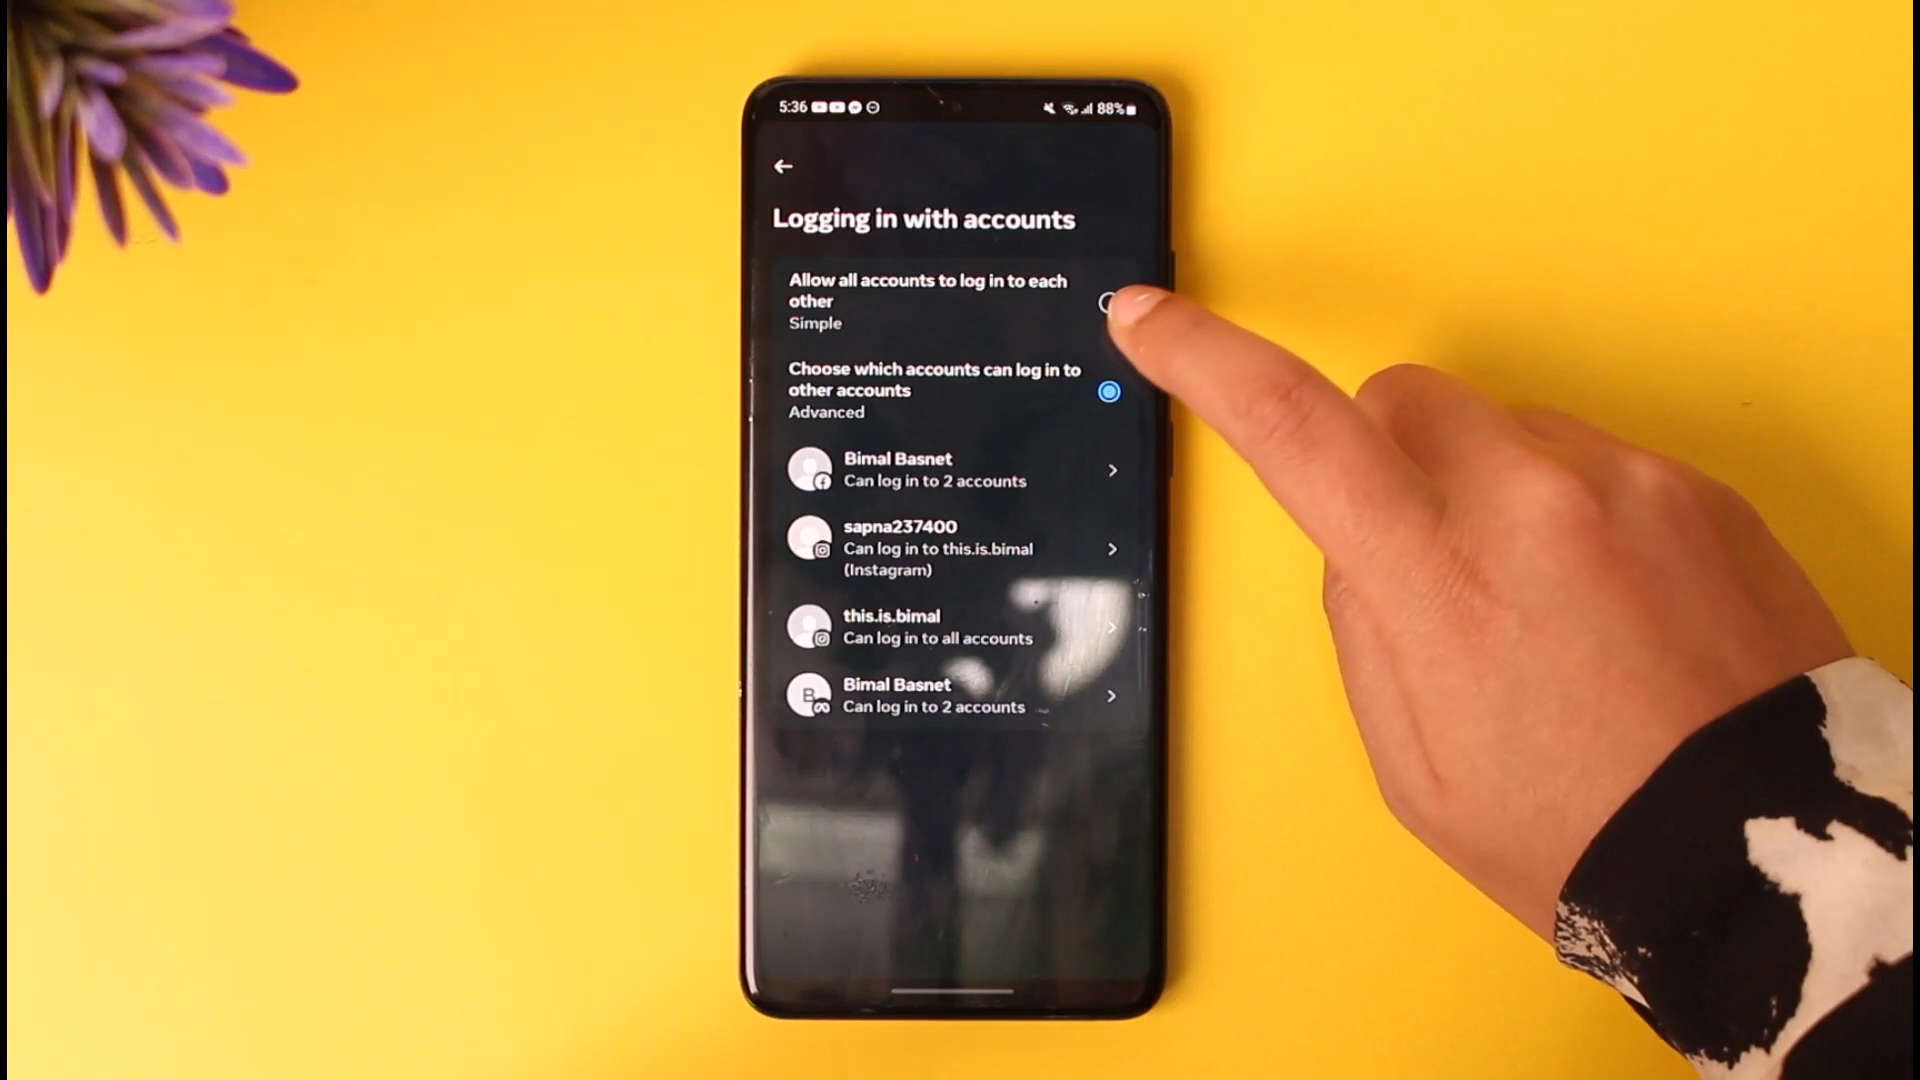 5:36 88%
Logging in with accounts
Allow all accounts to log in to each
other
Simple
Choose which accounts can log in to
other accounts
Advanced
Bimal Basnet
Can log in to 2 accounts
sapna237400
Can log in to this.is.bimal
(Instagram)
this.is.bimal
Can log in to all accounts
B
Bimal Basnet
Can log in to 2 accounts